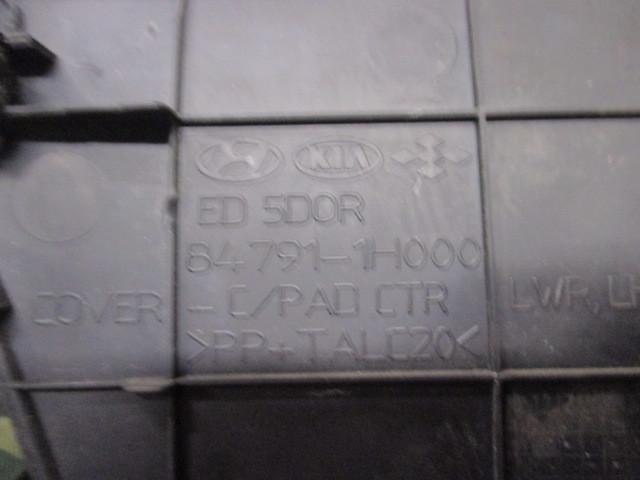 KIA
ED 5DOR
84791-1H000
COVER - C/PAD CTR LWR, LH
>PP+TALC20<